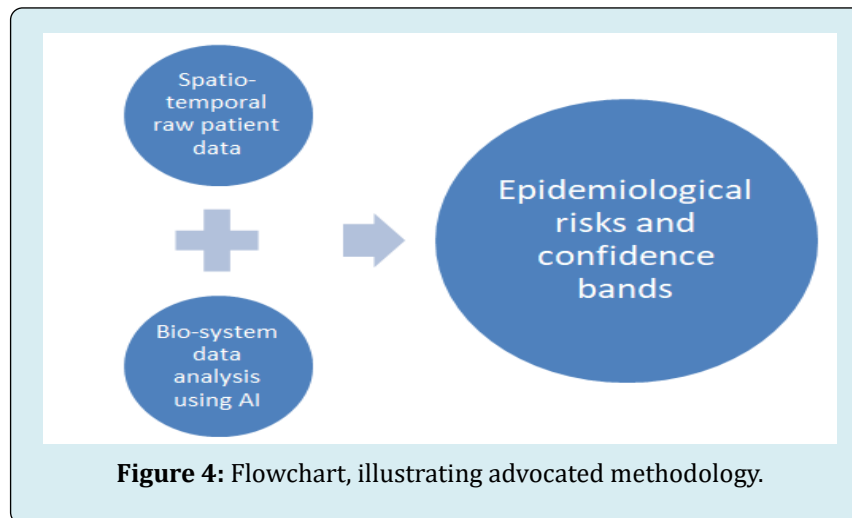 Spatio-
temporal
raw patient
data
Bio-system
data
analysis
using AI
Epidemiological
risks and
confidence
bands
Figure 4: Flowchart, illustrating advocated methodology.